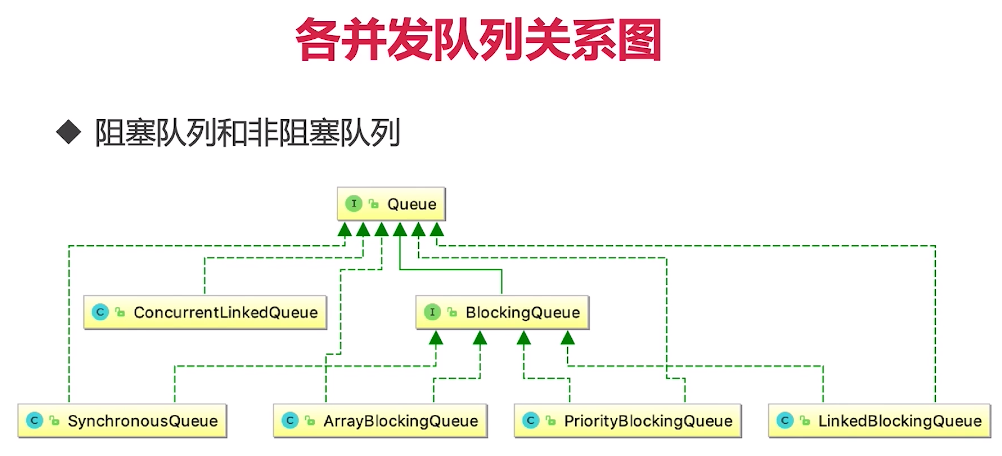 各并发队列关系图
◆ 阻塞队列和非阻塞队列
I Queue
C ConcurrentLinkedQueue
I BlockingQueue
C SynchronousQueue
C ArrayBlockingQueue
C PriorityBlockingQueue
C LinkedBlockingQueue